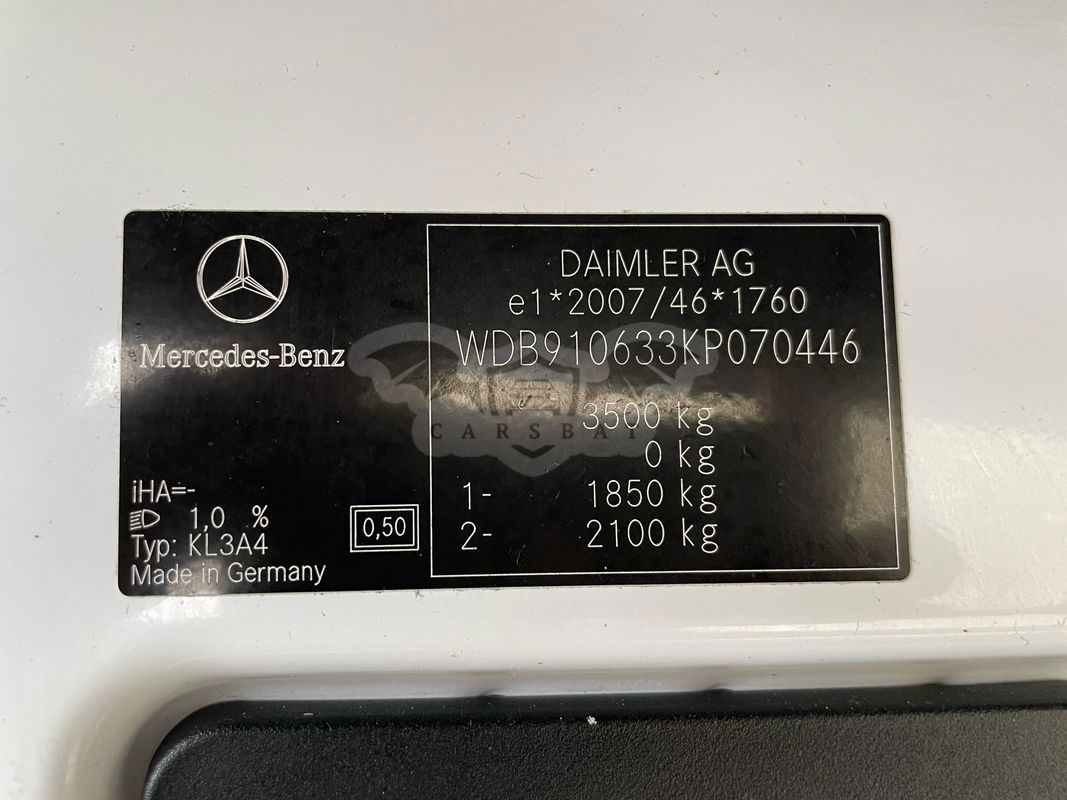 Mercedes-Benz
iHA=-
1,0 %
Typ: KL3A4
Made in Germany
0,50
DAIMLER AG
e1*2007/46*1760
WDB910633KP070446
3500 kg
0 kg
1- 1850 kg
2- 2100 kg
CARSBAT